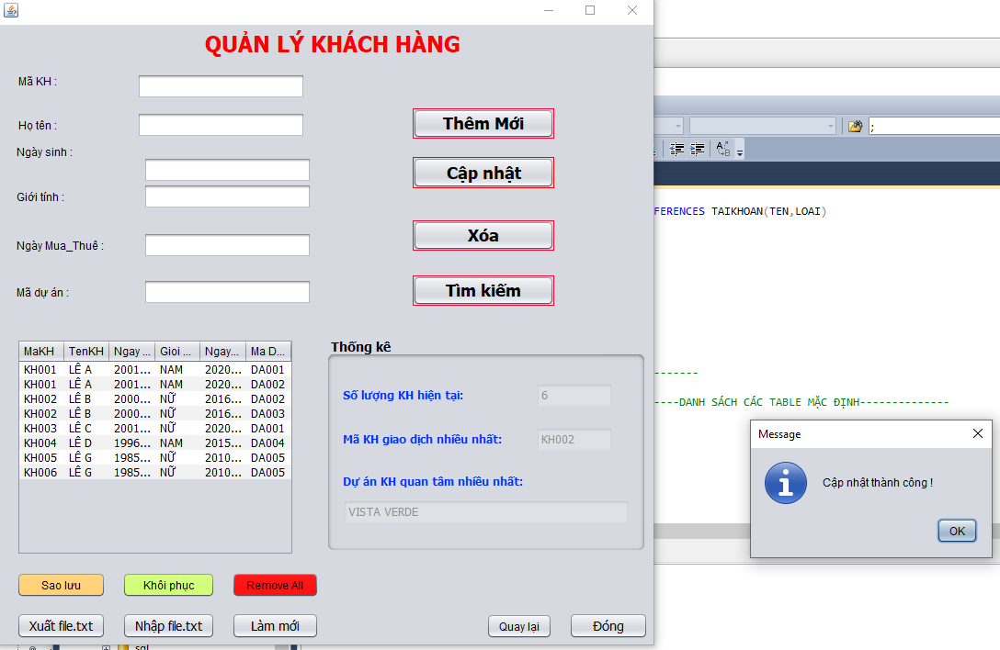 QUẢN LÝ KHÁCH HÀNG
Mã KH :
Họ tên :
Ngày sinh :
Giới tính :
Ngày Mua_Thuê :
Mã dự án :
Thêm Mới
Cập nhật
Xóa
Tìm kiếm
MaKH TenKH Ngay ... Gioi ... Ngay... Ma D...
KH001 LÊ A 2001... NAM 2020... DA001
KH001 LÊ A 2001... NAM 2020... DA002
KH002 LÊ B 2000... NỮ 2016... DA002
KH002 LÊ B 2000... NỮ 2016... DA003
KH003 LÊ C 2001... NỮ 2020... DA001
KH004 LÊ D 1996... NAM 2015... DA004
KH005 LÊ G 1985... NỮ 2010... DA005
KH006 LÊ G 1985... NỮ 2010... DA005
Thống kê
Số lượng KH hiện tại: 6
Mã KH giao dịch nhiều nhất: KH002
Dự án KH quan tâm nhiều nhất:
VISTA VERDE
Sao lưu Khôi phục Remove All
Xuất file.txt Nhập file.txt Làm mới Quay lại Đóng
;
FERENCES TAIKHOAN(TEN,LOAI)
-------
----DANH SÁCH CÁC TABLE MẶC ĐỊNH--------------
Message
Cập nhật thành công !
OK
sql